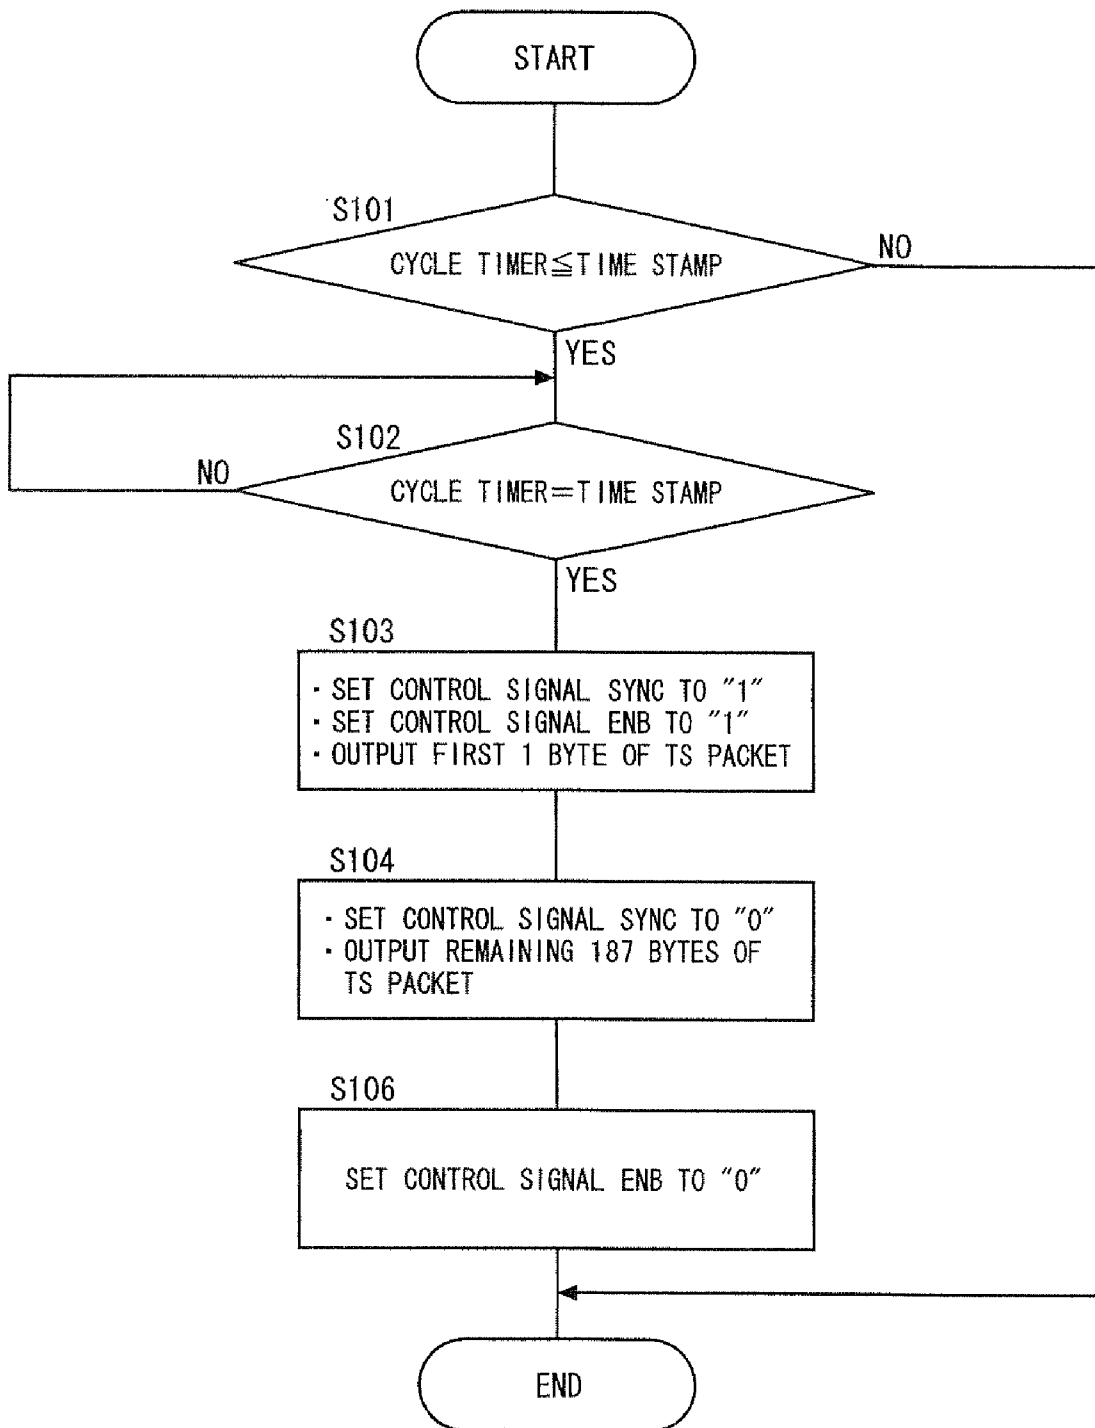 START
S101
CYCLE TIMER≦TIME STAMP
NO
YES
S102
NO
CYCLE TIMER=TIME STAMP
YES
S103
· SET CONTROL SIGNAL SYNC TO "1"
· SET CONTROL SIGNAL ENB TO "1"
· OUTPUT FIRST 1 BYTE OF TS PACKET
S104
· SET CONTROL SIGNAL SYNC TO "0"
· OUTPUT REMAINING 187 BYTES OF
TS PACKET
S106
SET CONTROL SIGNAL ENB TO "0"
END